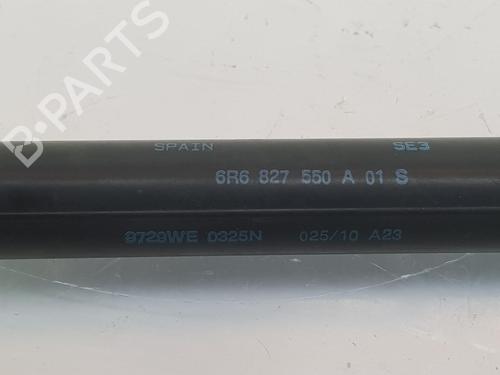 B-PARTS
SPAIN SE3
6R6 827 550 A 01 S
9729WE 0325N 025/10 A23